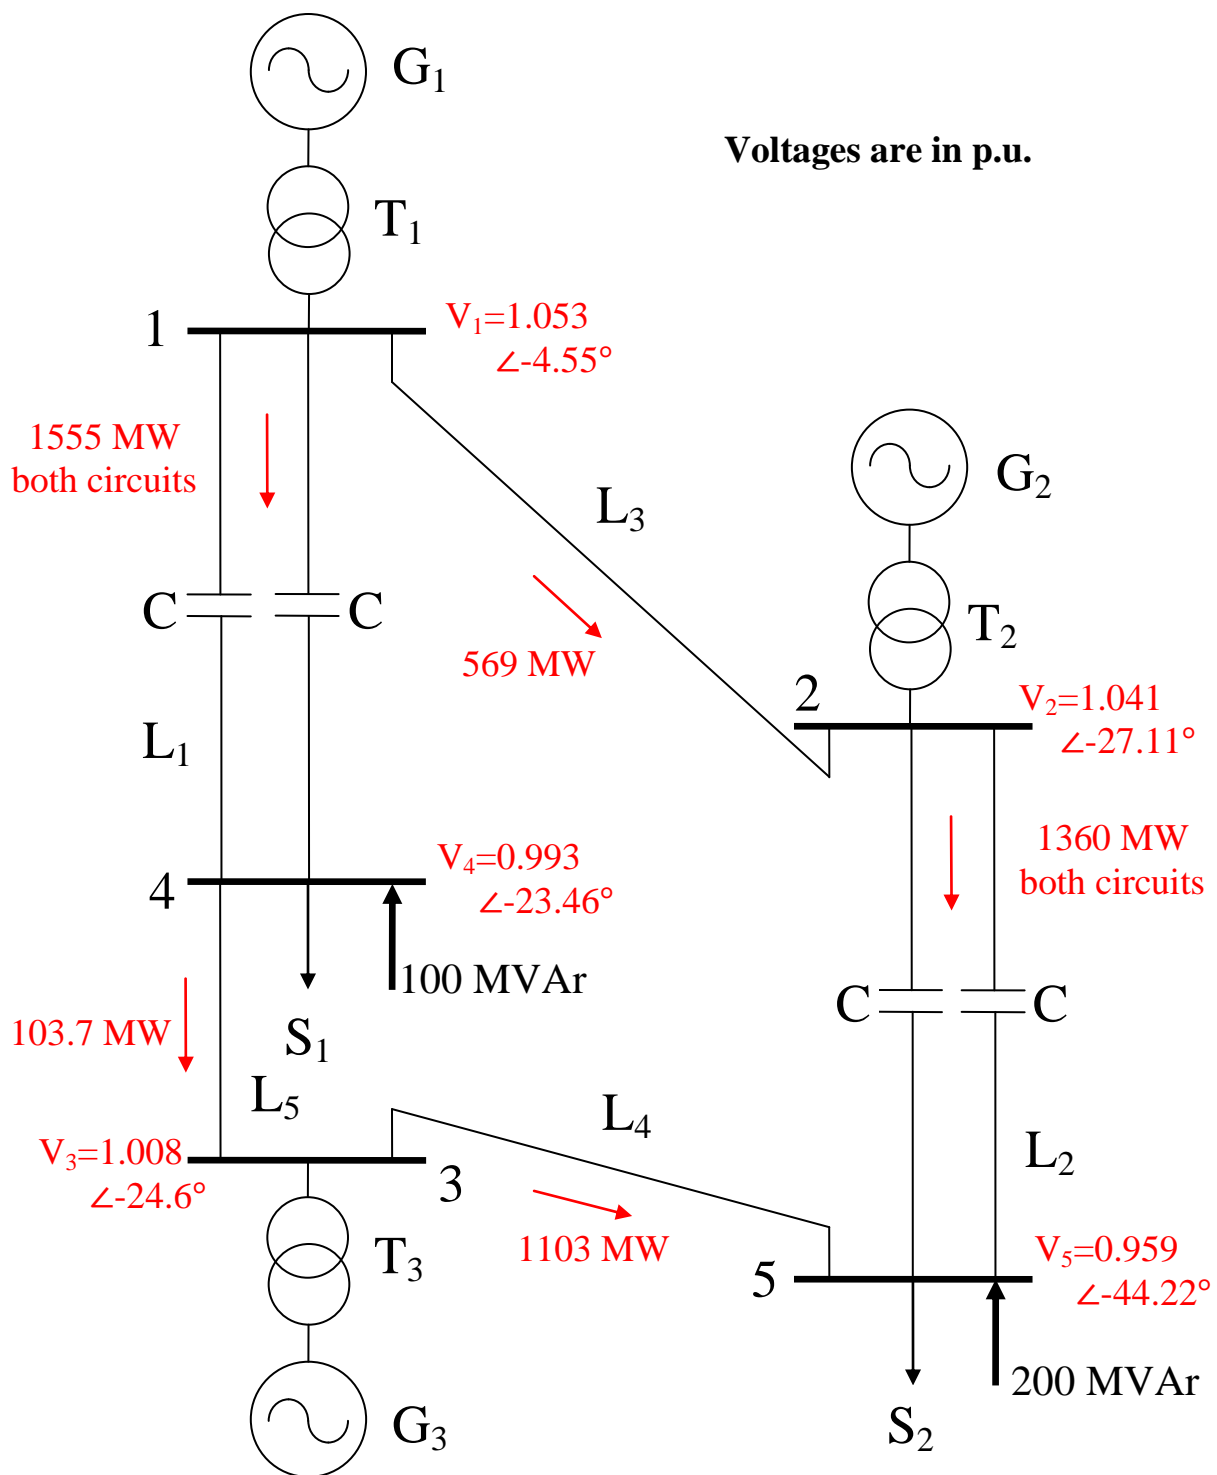 G₁
Voltages are in p.u.
T₁
1
V₁=1.053
∠-4.55°
1555 MW
both circuits
L₃
G₂
C
C
569 MW
T₂
2
V₂=1.041
∠-27.11°
L₁
1360 MW
both circuits
4
V₄=0.993
∠-23.46°
100 MVAr
C
C
103.7 MW
S₁
L₅
L₄
V₃=1.008
∠-24.6°
3
L₂
1103 MW
T₃
5
V₅=0.959
∠-44.22°
200 MVAr
G₃
S₂